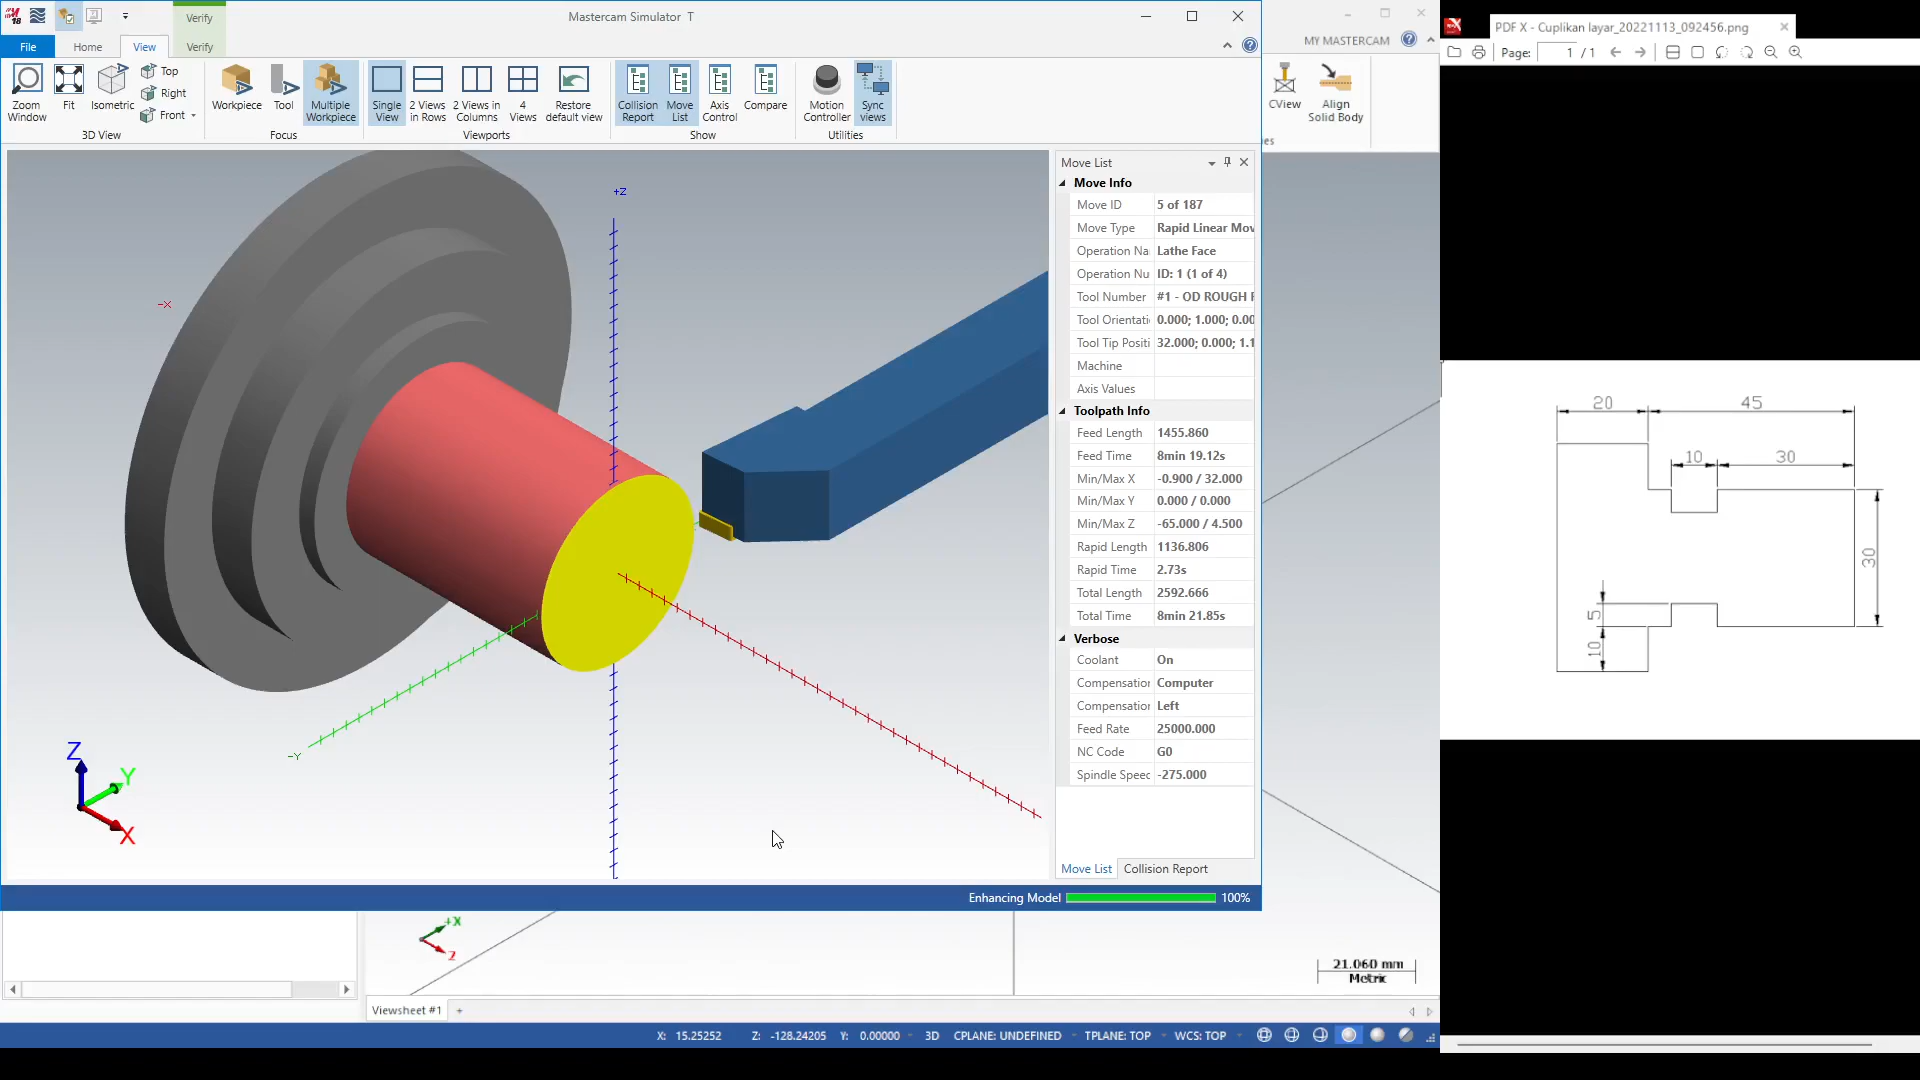 Verify
Mastercam Simulator  T
File
Home
View
Verify
Zoom Window
Fit
Isometric
Top
Right
Front
3D View
Workpiece
Tool
Multiple Workpiece
Focus
Single View
2 Views in Rows
2 Views in Columns
4 Views
Restore default view
Viewports
Collision Report
Move List
Axis Control
Compare
Show
Motion Controller
Sync views
Utilities
MY MASTERCAM
CView
Align Solid Body
es
PDF X - Cuplikan layar_20221113_092456.png
Page: 1 / 1
+Z
-X
-Y
Z
Y
X
Move List
Move Info
Move ID 5 of 187
Move Type Rapid Linear Mov
Operation Na Lathe Face
Operation Nu ID: 1 (1 of 4)
Tool Number #1 - OD ROUGH F
Tool Orientati 0.000; 1.000; 0.00
Tool Tip Positi 32.000; 0.000; 1.1
Machine
Axis Values
Toolpath Info
Feed Length 1455.860
Feed Time 8min 19.12s
Min/Max X -0.900 / 32.000
Min/Max Y 0.000 / 0.000
Min/Max Z -65.000 / 4.500
Rapid Length 1136.806
Rapid Time 2.73s
Total Length 2592.666
Total Time 8min 21.85s
Verbose
Coolant On
Compensation Computer
Compensation Left
Feed Rate 25000.000
NC Code G0
Spindle Speed -275.000
Move List
Collision Report
Enhancing Model 100%
20
45
10
30
30
5
10
+X
Z
21.060 mm
Metric
Viewsheet #1 +
X: 15.25252 Z: -128.24205 Y: 0.00000 3D CPLANE: UNDEFINED TPLANE: TOP WCS: TOP